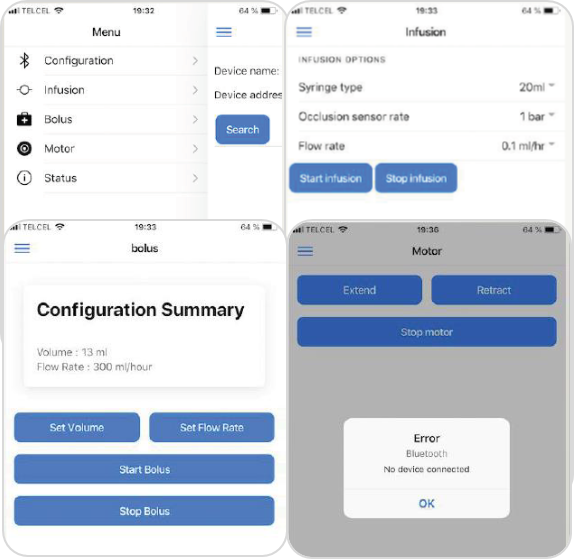 TELCEL 19:32 64 %
Menu
Configuration
Infusion
Bolus
Motor
Status
Device name:
Device addres
Search
TELCEL 19:33 64 %
Infusion
INFUSION OPTIONS
Syringe type 20ml
Occlusion sensor rate 1 bar
Flow rate 0.1 ml/hr
Start infusion Stop infusion
TELCEL 19:33 64 %
bolus
Configuration Summary
Volume : 13 ml
Flow Rate : 300 ml/hour
Set Volume Set Flow Rate
Start Bolus
Stop Bolus
TELCEL 19:36 64 %
Motor
Extend Retract
Stop motor
Error
Bluetooth
No device connected
OK